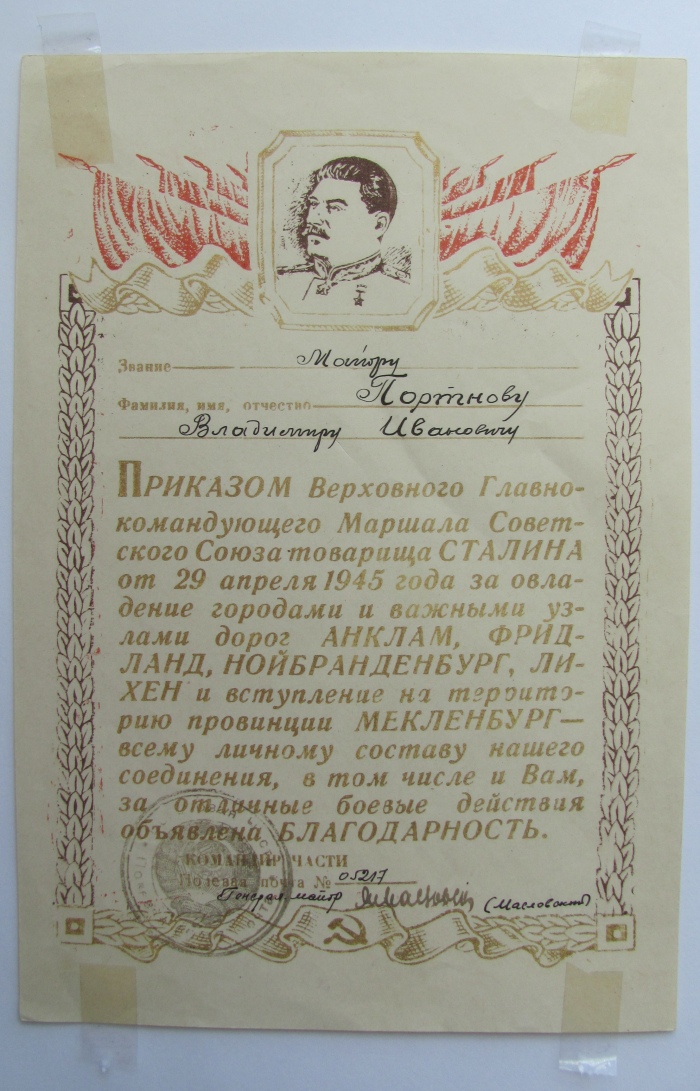 Звание Майору
Фамилия, имя, отчество Портнову
Владимиру Ивановичу
ПРИКАЗОМ Верховного Главно-
командующего Маршала Совет-
ского Союза товарища СТАЛИНА
от 29 апреля 1945 года за овла-
дение городами и важными уз-
лами дорог АНКЛАМ, ФРИД-
ЛАНД, НОЙБРАНДЕНБУРГ, ЛИ-
ХЕН и вступление на террито-
рию провинции МЕКЛЕНБУРГ—
всему личному составу нашего
соединения, в том числе и Вам,
за отличные боевые действия
объявлена БЛАГОДАРНОСТЬ.
КОМАНДИР ЧАСТИ
Полевая почта № 05217
Генерал-майор (Масловский)